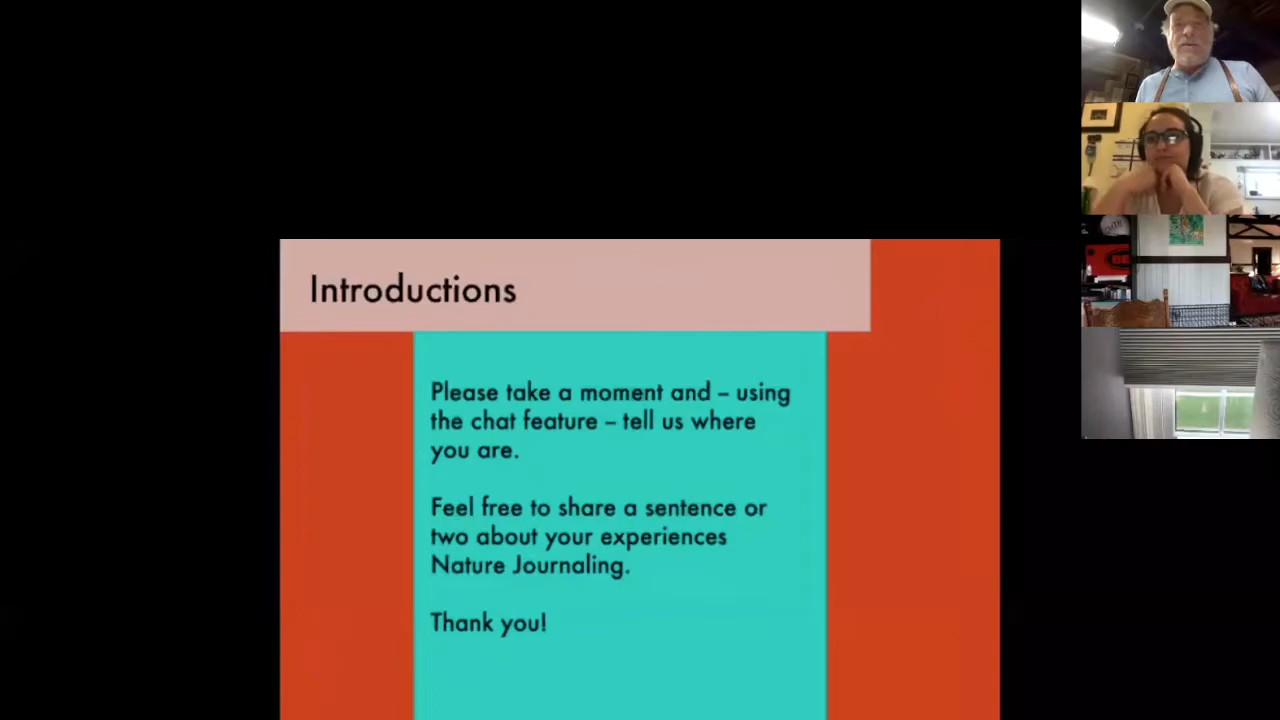 Introductions
Please take a moment and – using
the chat feature – tell us where
you are.
Feel free to share a sentence or
two about your experiences
Nature Journaling.
Thank you!